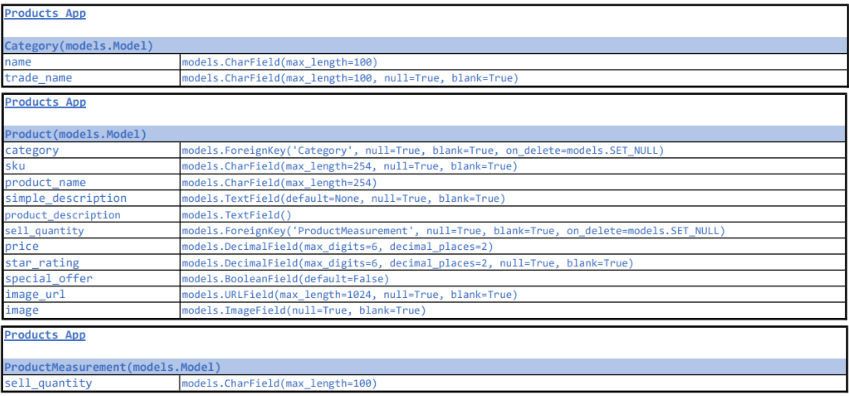 Products App
Category(models.Model)
name models.CharField(max_length=100)
trade_name models.CharField(max_length=100, null=True, blank=True)
Products App
Product(models.Model)
category models.ForeignKey('Category', null=True, blank=True, on_delete=models.SET_NULL)
sku models.CharField(max_length=254, null=True, blank=True)
product_name models.CharField(max_length=254)
simple_description models.TextField(default=None, null=True, blank=True)
product_description models.TextField()
sell_quantity models.ForeignKey('ProductMeasurement', null=True, blank=True, on_delete=models.SET_NULL)
price models.DecimalField(max_digits=6, decimal_places=2)
star_rating models.DecimalField(max_digits=6, decimal_places=2, null=True, blank=True)
special_offer models.BooleanField(default=False)
image_url models.URLField(max_length=1024, null=True, blank=True)
image models.ImageField(null=True, blank=True)
Products App
ProductMeasurement(models.Model)
sell_quantity models.CharField(max_length=100)